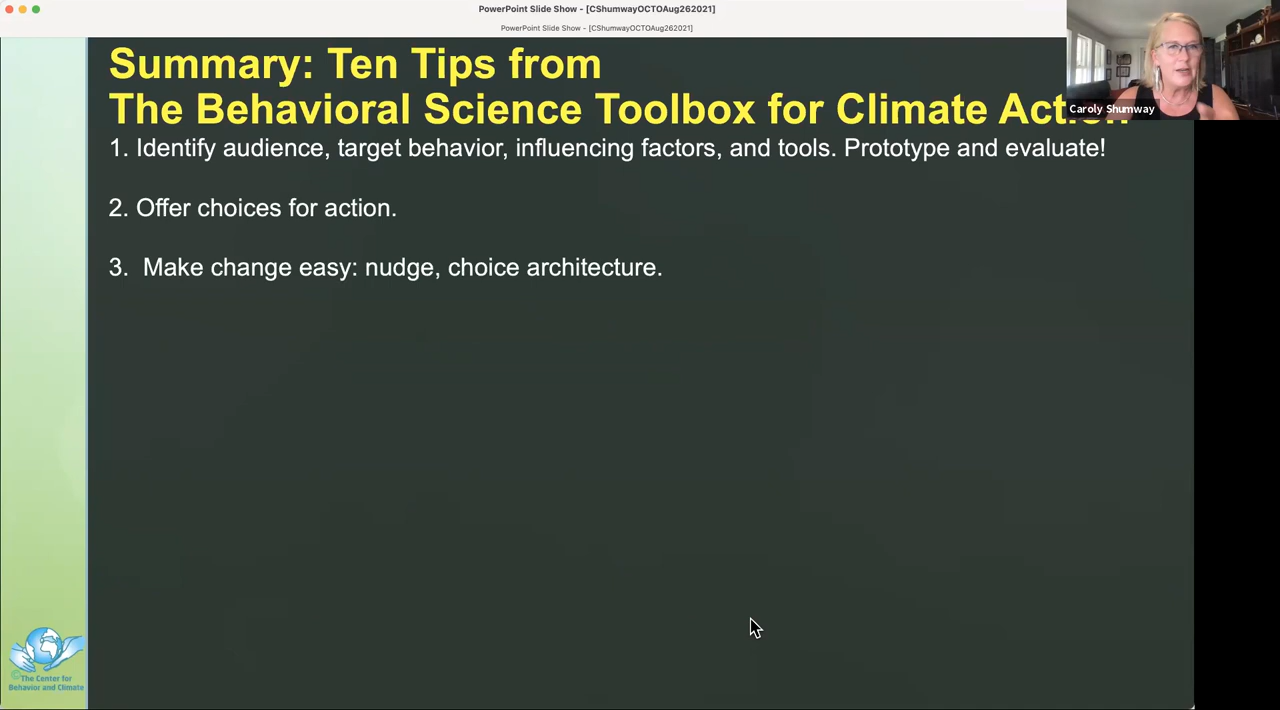 PowerPoint Slide Show - [CShumwayOCTOAug262021]
PowerPoint Slide Show - [CShumwayOCTOAug262021]
Summary: Ten Tips from
The Behavioral Science Toolbox for Climate Action
Caroly Shumway
1. Identify audience, target behavior, influencing factors, and tools. Prototype and evaluate!
2. Offer choices for action.
3. Make change easy: nudge, choice architecture.
©The Center for
Behavior and Climate